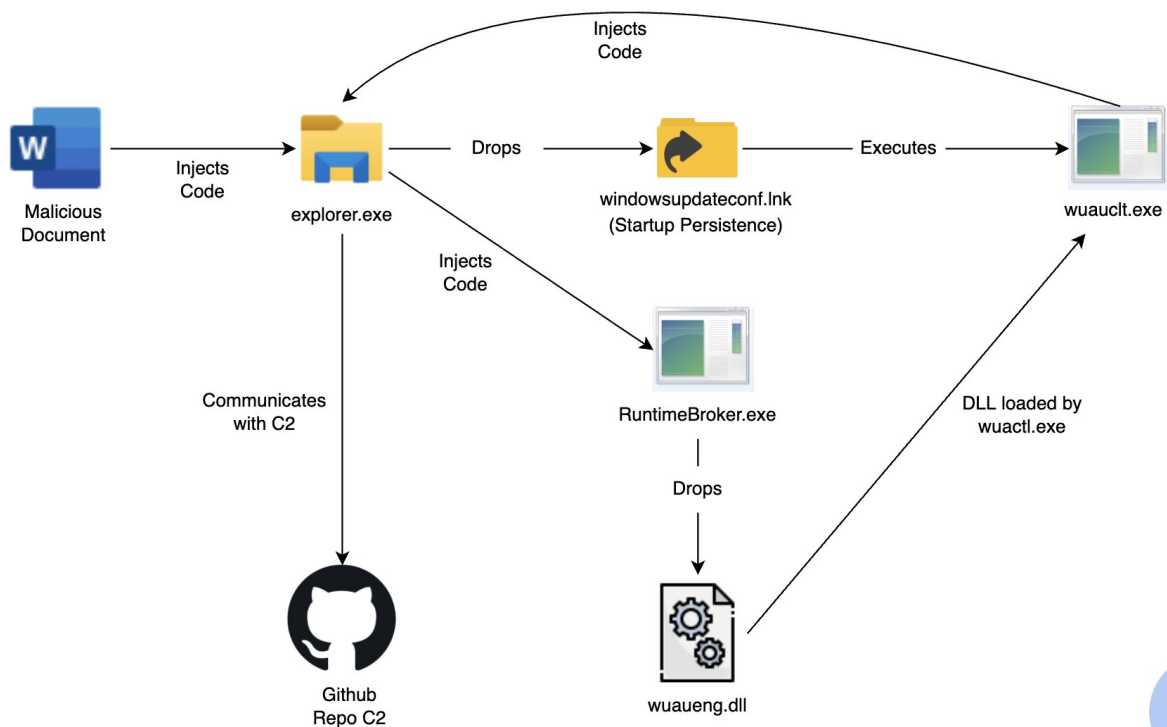 Injects
Code
W
Malicious
Document
Injects
Code
explorer.exe
Drops
windowsupdateconf.lnk
(Startup Persistence)
Executes
wuauclt.exe
Injects
Code
RuntimeBroker.exe
Communicates
with C2
DLL loaded by
wuactl.exe
Drops
Github
Repo C2
wuaueng.dll